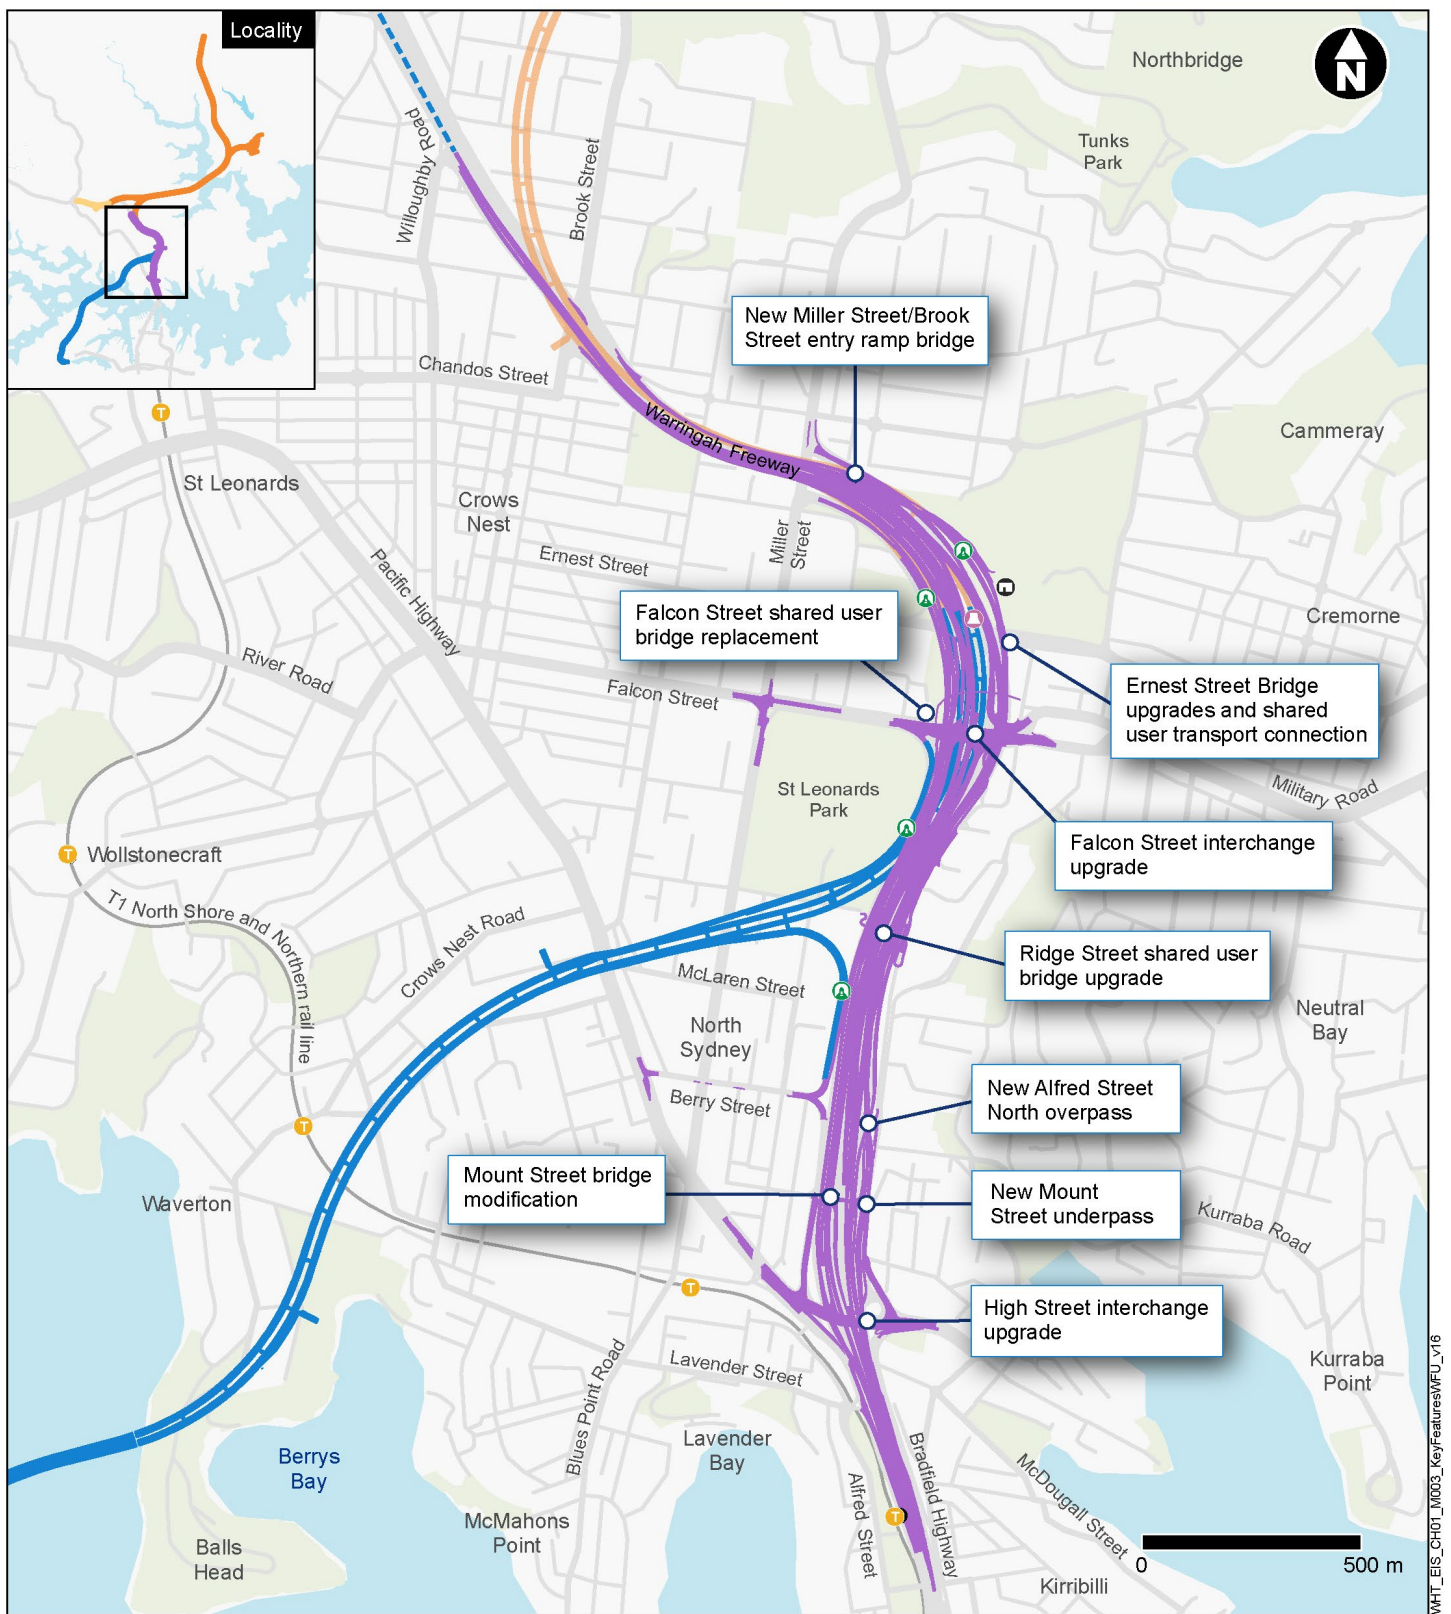 Locality
N
Northbridge
Tunks
Park
Willoughby Road
Brook Street
New Miller Street/Brook
Street entry ramp bridge
Chandos Street
Warringah Freeway
T
Cammeray
St Leonards
Crows
Nest
Miller
Street
Ernest Street
Pacific Highway
Falcon Street shared user
bridge replacement
Cremorne
River Road
Falcon Street
Ernest Street Bridge
upgrades and shared
user transport connection
Military Road
St Leonards
Park
Falcon Street interchange
upgrade
T
Wollstonecraft
T1 North Shore and Northern rail line
Crows Nest Road
McLaren Street
Ridge Street shared user
bridge upgrade
North
Sydney
Neutral
Bay
Berry Street
New Alfred Street
North overpass
T
Mount Street bridge
modification
New Mount
Street underpass
Waverton
Kurraba Road
T
High Street interchange
upgrade
Lavender Street
Blues Point Road
Kurraba
Point
Berrys
Bay
Lavender
Bay
Alfred Street
Bradfield Highway
McDougall Street
T
McMahons
Point
Balls
Head
Kirribilli
0
500 m
WHT_EIS_CH01_M003_KeyFeaturesWFU_v16